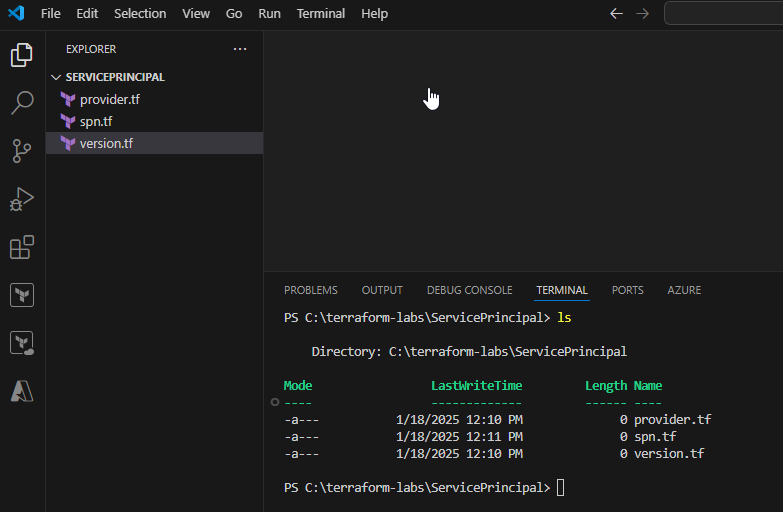 File Edit Selection View Go Run Terminal Help
EXPLORER ...
SERVICEPRINCIPAL
provider.tf
spn.tf
version.tf
PROBLEMS OUTPUT DEBUG CONSOLE TERMINAL PORTS AZURE
PS C:\terraform-labs\ServicePrincipal> ls
Directory: C:\terraform-labs\ServicePrincipal
Mode LastWriteTime Length Name
---- ------------- ------ ----
-a--- 1/18/2025 12:10 PM 0 provider.tf
-a--- 1/18/2025 12:11 PM 0 spn.tf
-a--- 1/18/2025 12:10 PM 0 version.tf
PS C:\terraform-labs\ServicePrincipal>